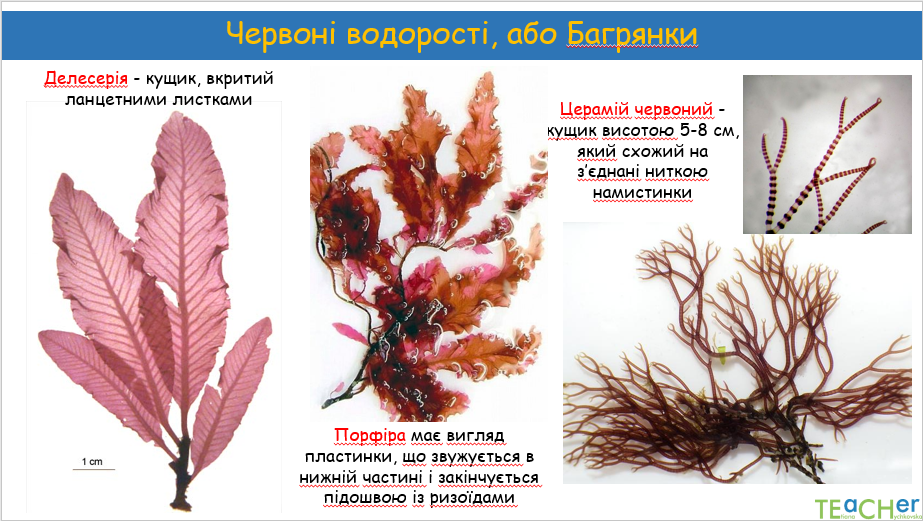 Червоні водорості, або Багрянки
Делесерія - кущик, вкритий
ланцетними листками
Церамій червоний -
кущик висотою 5-8 см,
який схожий на
з’єднані ниткою
намистинки
1 cm
Порфіра має вигляд
пластинки, що звужується в
нижній частині і закінчується
підошвою із ризоїдами
TEaCHer